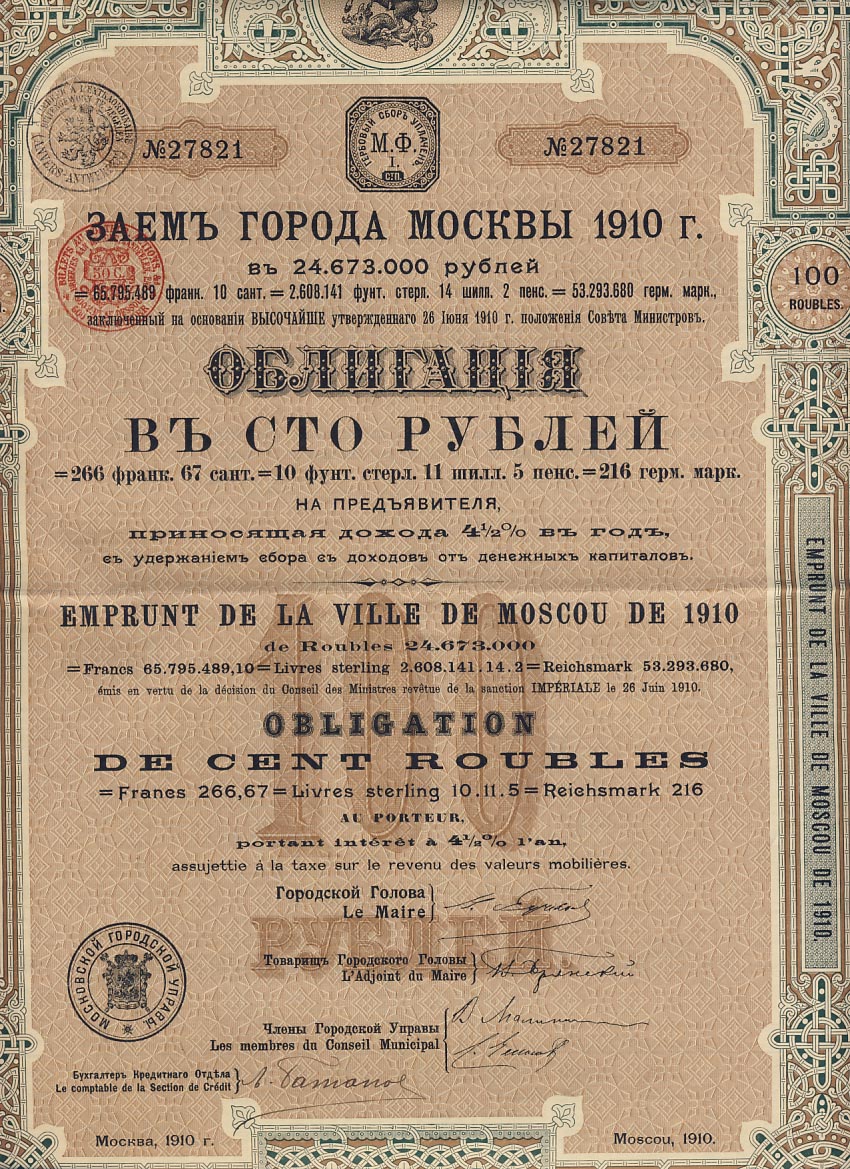 №27821
ГЕРБОВЫЙ СБОРЪ УПЛАЧЕНЪ.
М.Ф.
I.
СТП.
№27821
ЗАЕМЪ ГОРОДА МОСКВЫ 1910 г.
въ 24.673.000 рублей
= 65.795.489 франк. 10 сант. = 2.608.141 фунт. стерл. 14 шилл. 2 пенс. = 53.293.680 герм. марк.,
заключенный на основаніи ВЫСОЧАЙШЕ утвержденнаго 26 Іюня 1910 г. положенія Совѣта Министровъ.
100
ROUBLES.
ОБЛИГАЦІЯ
ВЪ СТО РУБЛЕЙ
=266 франк. 67 сант.=10 фунт. стерл. 11 шилл. 5 пенс.=216 герм. марк.
НА ПРЕДЪЯВИТЕЛЯ,
приносящая дохода 4½% въ годъ,
съ удержаніемъ сбора съ доходовъ отъ денежныхъ капиталовъ.
EMPRUNT DE LA VILLE DE MOSCOU DE 1910
de Roubles 24.673.000
=Francs 65.795.489,10=Livres sterling 2.608.141.14.2=Reichsmark 53.293.680,
émis en vertu de la décision du Conseil des Ministres revêtue de la sanction IMPÉRIALE le 26 Juin 1910.
OBLIGATION
DE CENT ROUBLES
=Francs 266,67=Livres sterling 10.11.5=Reichsmark 216
AU PORTEUR,
portant intérêt à 4½% l'an,
assujettie à la taxe sur le revenu des valeurs mobilières.
100
РУБЛЕЙ.
EMPRUNT DE LA VILLE DE MOSCOU DE 1910.
Городской Голова
Le Maire
Товарищъ Городского Головы
L'Adjoint du Maire
МОСКОВСКОЙ ГОРОДСКОЙ УПРАВЫ
Члены Городской Управы
Les membres du Conseil Municipal
Бухгалтеръ Кредитнаго Отдѣла
Le comptable de la Section de Crédit
Москва, 1910 г.
Moscou, 1910.